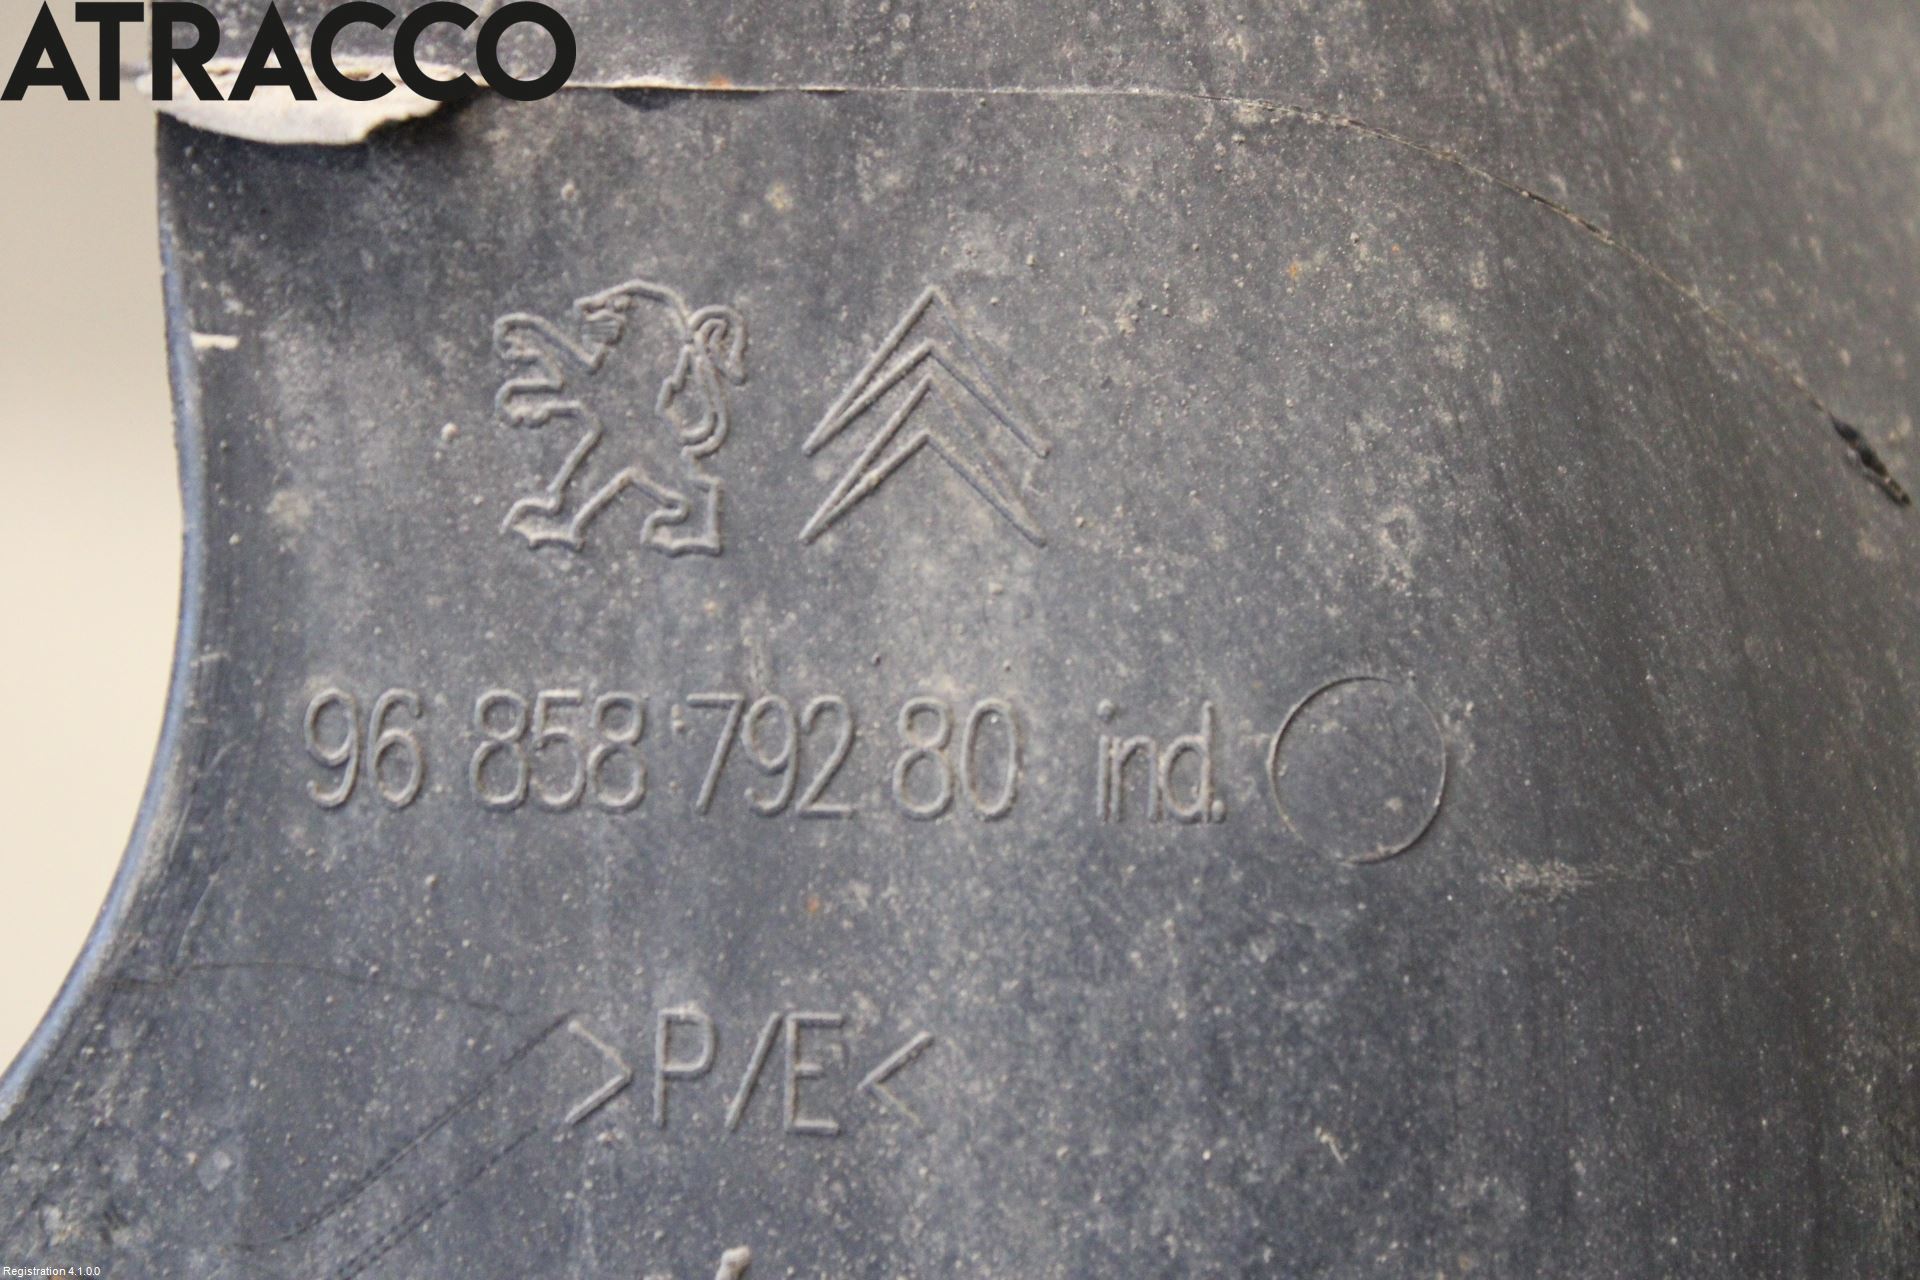 ATRACCO
96 858 792 80 ind.
>P/E<
Registration 4.1.0.0